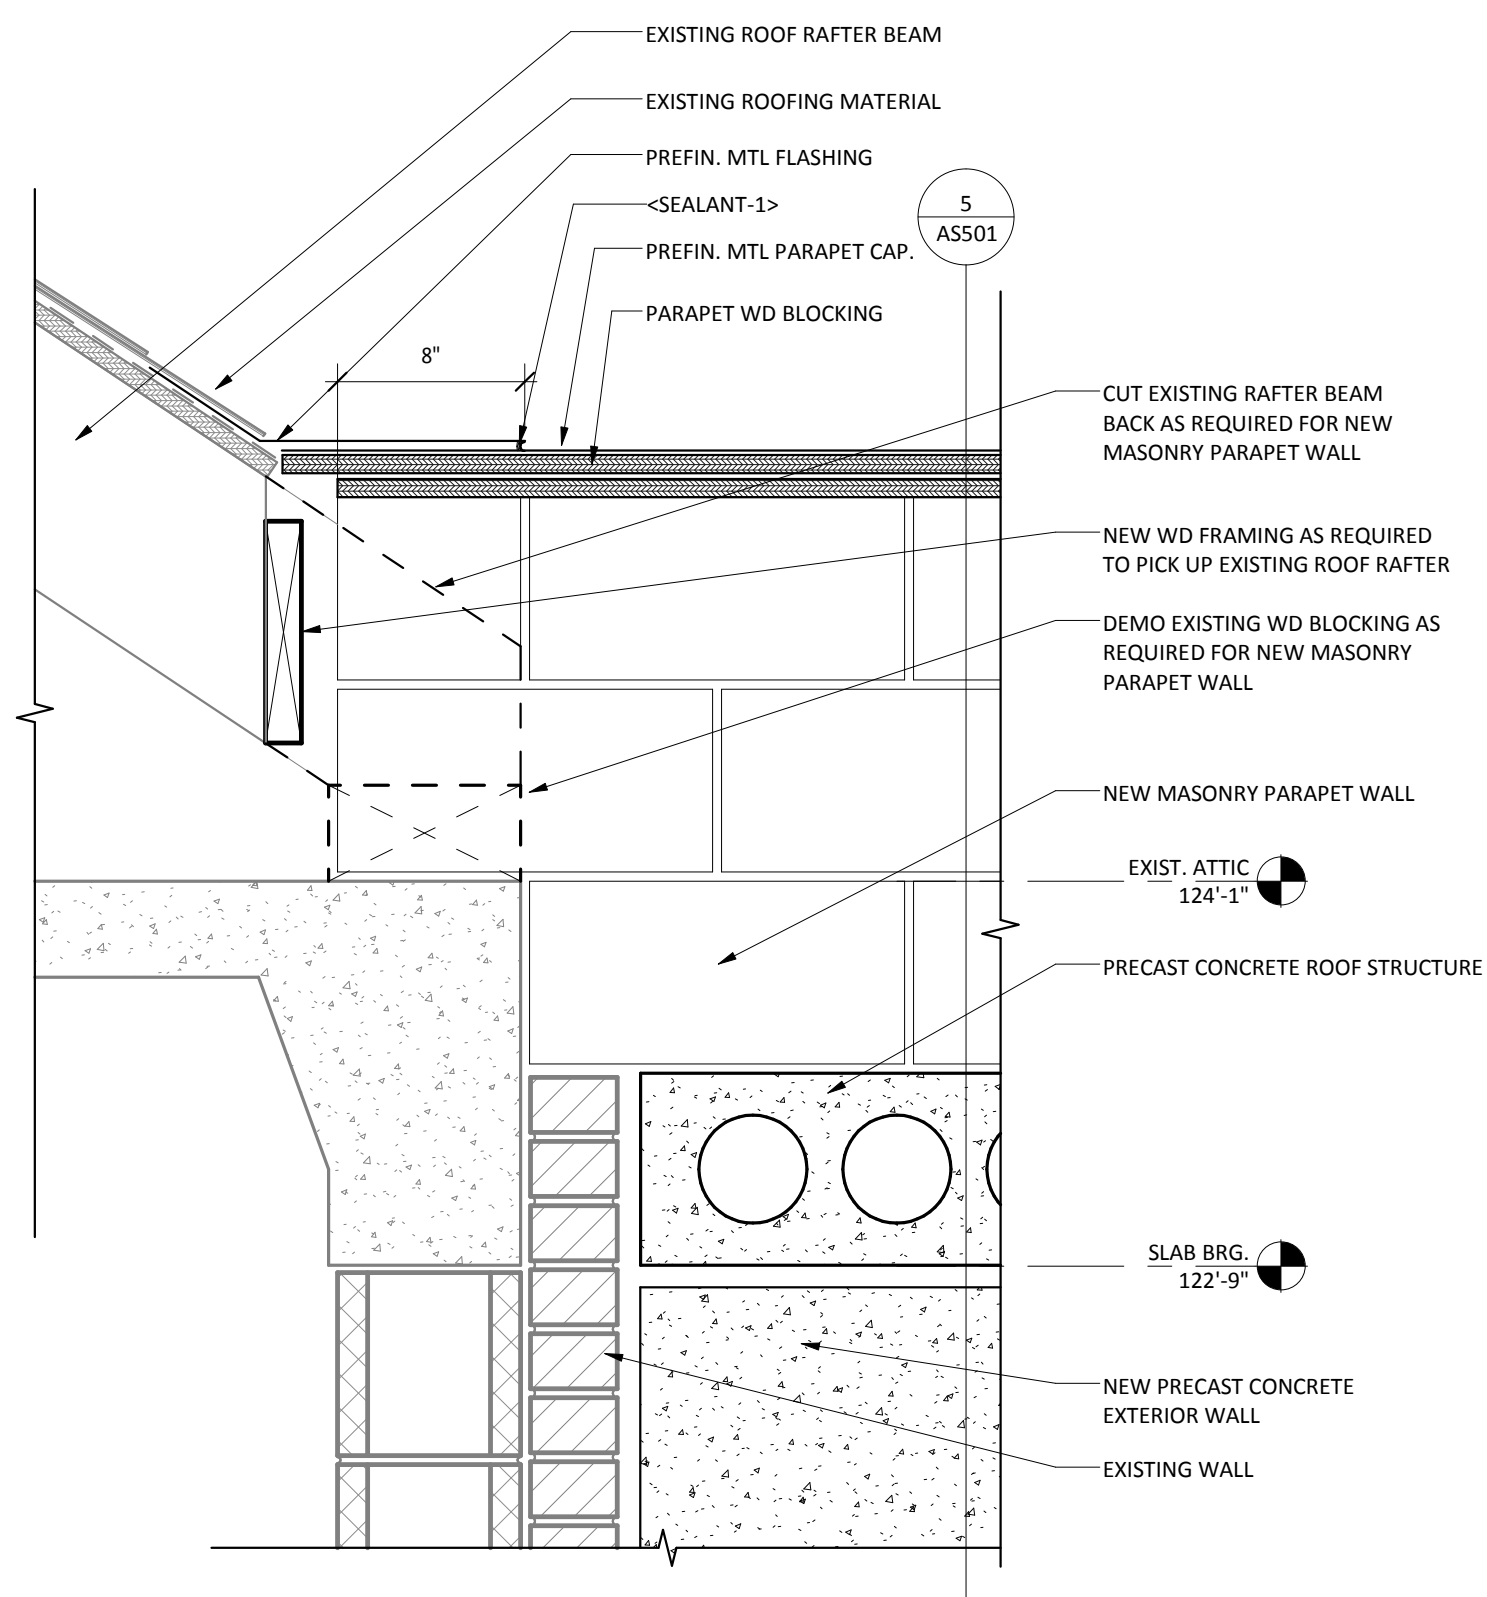 EXISTING ROOF RAFTER BEAM
EXISTING ROOFING MATERIAL
PREFIN. MTL FLASHING
<SEALANT-1>
PREFIN. MTL PARAPET CAP.
PARAPET WD BLOCKING
5
AS501
8"
CUT EXISTING RAFTER BEAM
BACK AS REQUIRED FOR NEW
MASONRY PARAPET WALL
NEW WD FRAMING AS REQUIRED
TO PICK UP EXISTING ROOF RAFTER
DEMO EXISTING WD BLOCKING AS
REQUIRED FOR NEW MASONRY
PARAPET WALL
NEW MASONRY PARAPET WALL
EXIST. ATTIC
124'-1"
PRECAST CONCRETE ROOF STRUCTURE
SLAB BRG.
122'-9"
NEW PRECAST CONCRETE
EXTERIOR WALL
EXISTING WALL